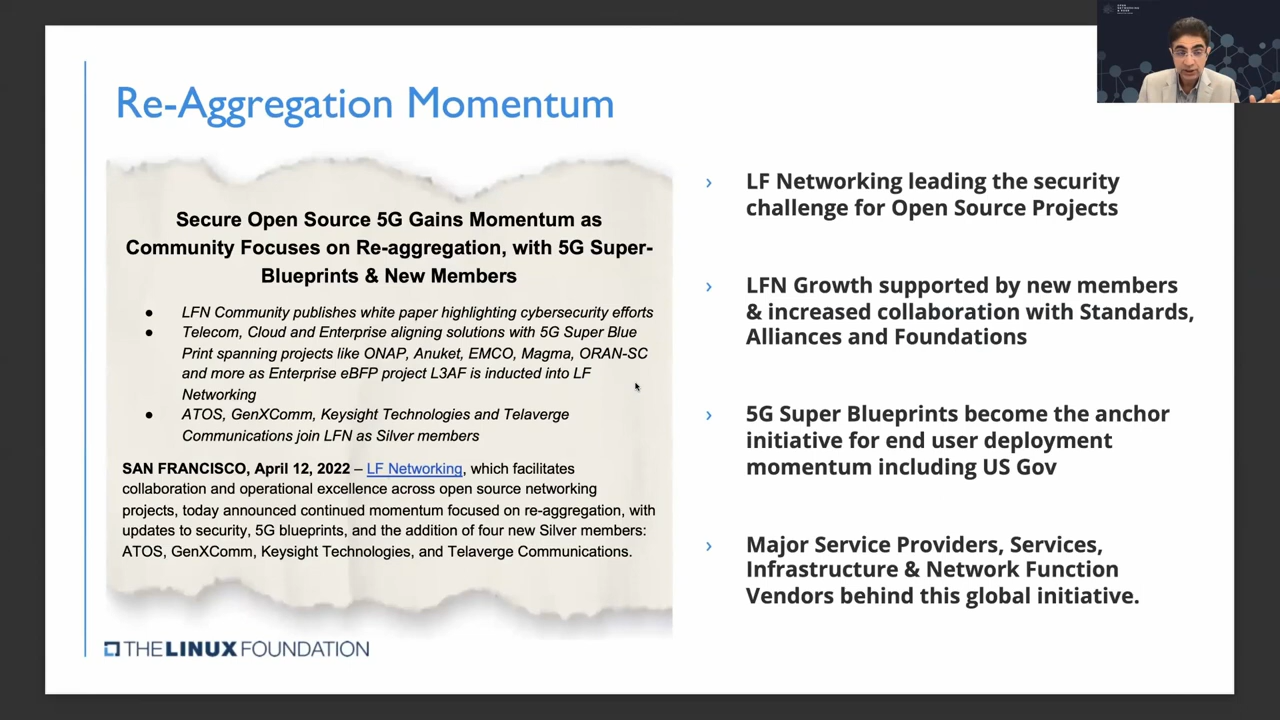 Re-Aggregation Momentum
Secure Open Source 5G Gains Momentum as
Community Focuses on Re-aggregation, with 5G Super-
Blueprints & New Members
● LFN Community publishes white paper highlighting cybersecurity efforts
● Telecom, Cloud and Enterprise aligning solutions with 5G Super Blue
Print spanning projects like ONAP, Anuket, EMCO, Magma, ORAN-SC
and more as Enterprise eBFP project L3AF is inducted into LF
Networking
● ATOS, GenXComm, Keysight Technologies and Telaverge
Communications join LFN as Silver members
SAN FRANCISCO, April 12, 2022 – LF Networking, which facilitates
collaboration and operational excellence across open source networking
projects, today announced continued momentum focused on re-aggregation, with
updates to security, 5G blueprints, and the addition of four new Silver members:
ATOS, GenXComm, Keysight Technologies, and Telaverge Communications.
› LF Networking leading the security
challenge for Open Source Projects
› LFN Growth supported by new members
& increased collaboration with Standards,
Alliances and Foundations
› 5G Super Blueprints become the anchor
initiative for end user deployment
momentum including US Gov
› Major Service Providers, Services,
Infrastructure & Network Function
Vendors behind this global initiative.
THE LINUX FOUNDATION